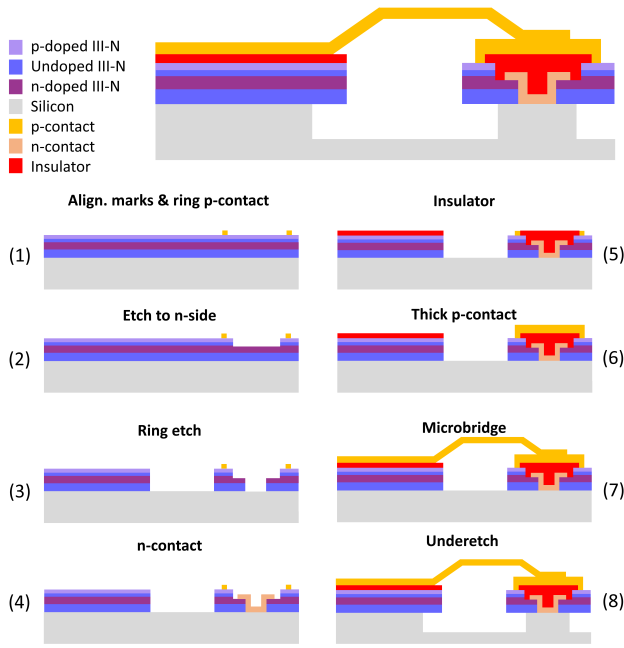 p-doped III-N
Undoped III-N
n-doped III-N
Silicon
p-contact
n-contact
Insulator
Align. marks & ring p-contact
(1)
Etch to n-side
(2)
Ring etch
(3)
n-contact
(4)
Insulator
(5)
Thick p-contact
(6)
Microbridge
(7)
Underetch
(8)